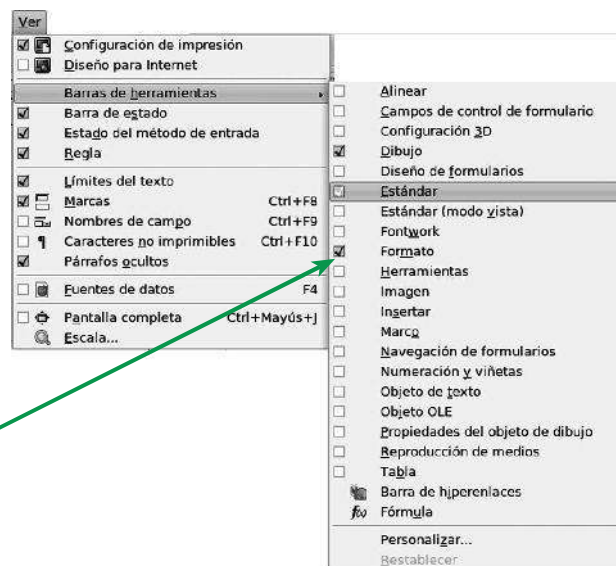 Ver
Configuración de impresión
Diseño para Internet
Barras de herramientas
Barra de estado
Estado del método de entrada
Regla
Límites del texto
Marcas Ctrl+F8
Nombres de campo Ctrl+F9
Caracteres no imprimibles Ctrl+F10
Párrafos ocultos
Fuentes de datos F4
Pantalla completa Ctrl+Mayús+J
Escala...
Alinear
Campos de control de formulario
Configuración 3D
Dibujo
Diseño de formularios
Estándar
Estándar (modo vista)
Fontwork
Formato
Herramientas
Imagen
Insertar
Marco
Navegación de formularios
Numeración y viñetas
Objeto de texto
Objeto OLE
Propiedades del objeto de dibujo
Reproducción de medios
Tabla
Barra de hiperenlaces
Fórmula
Personalizar...
Restablecer